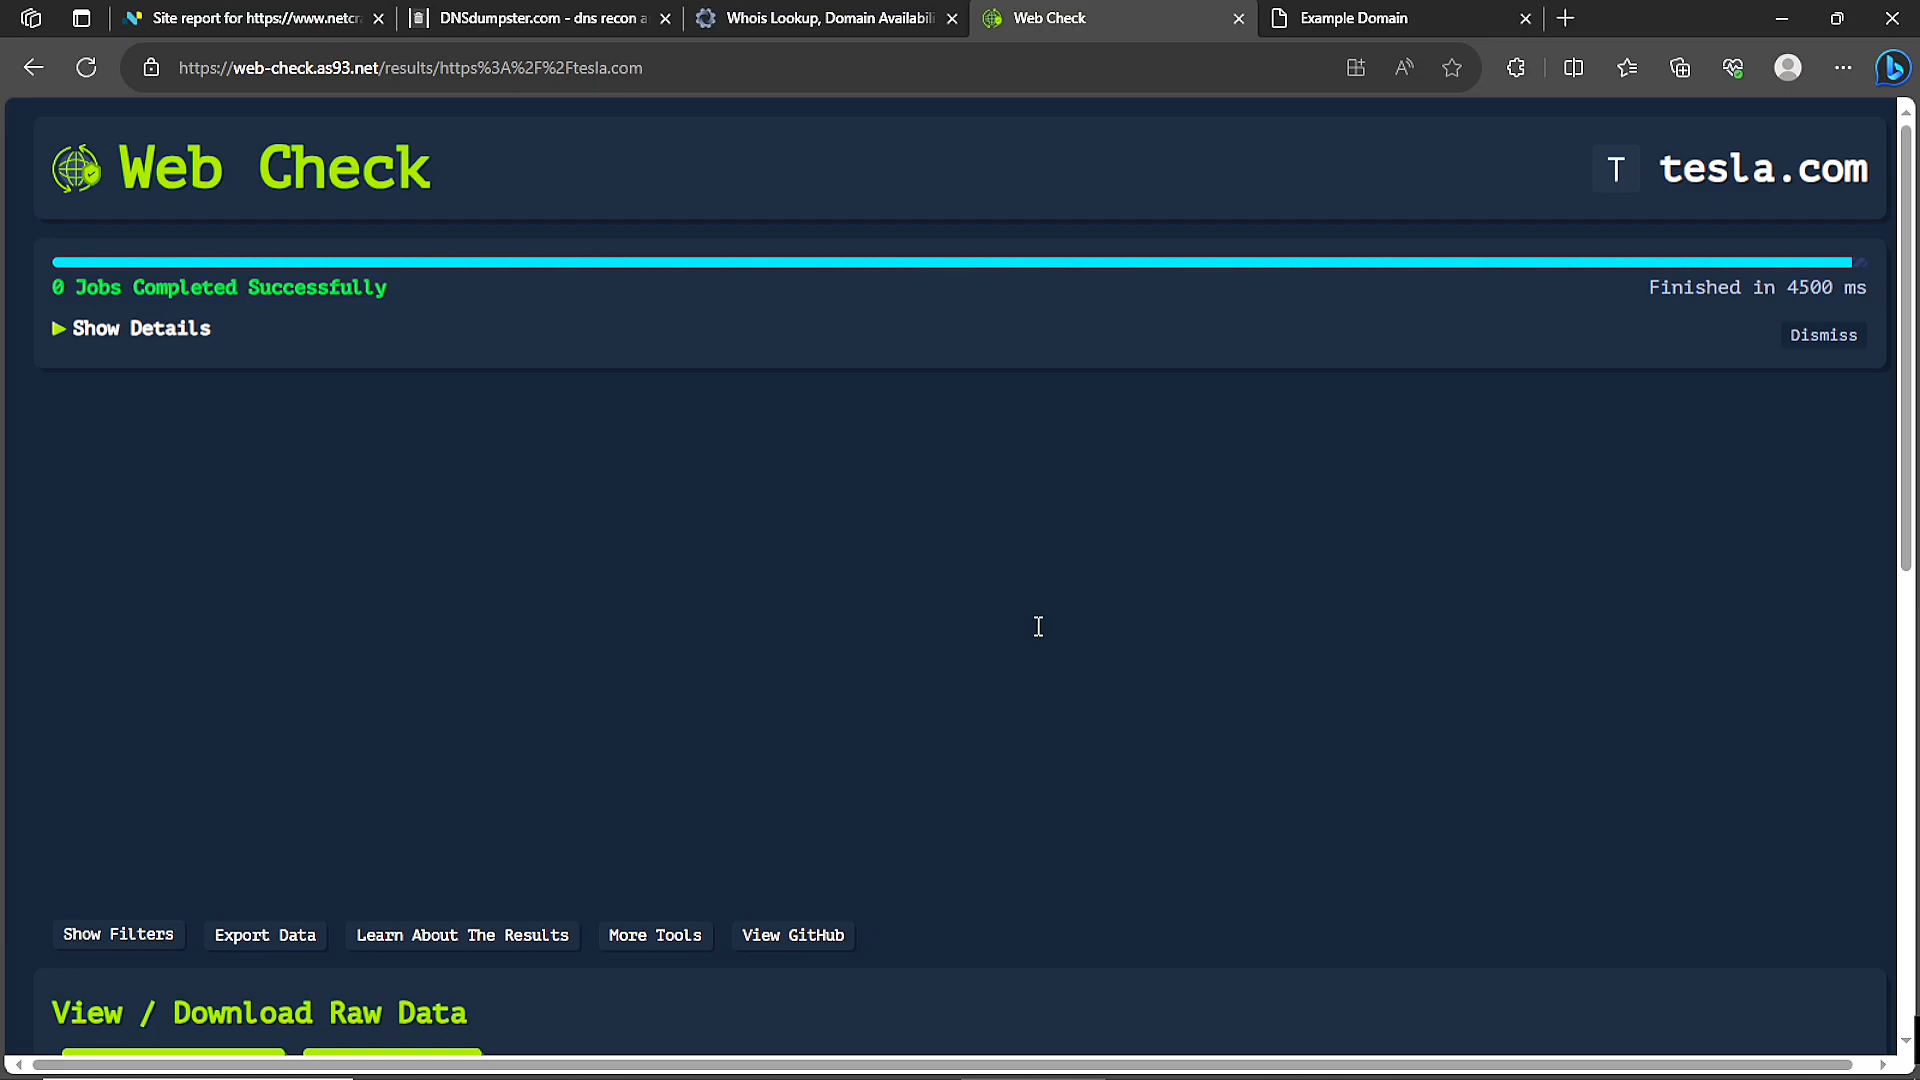 Site report for https://www.netcr
DNSdumpster.com - dns recon a
Whois Lookup, Domain Availabili
Web Check
Example Domain
https://web-check.as93.net/results/https%3A%2F%2Ftesla.com
Web Check
T tesla.com
0 Jobs Completed Successfully
Finished in 4500 ms
Show Details
Dismiss
Show Filters
Export Data
Learn About The Results
More Tools
View GitHub
View / Download Raw Data